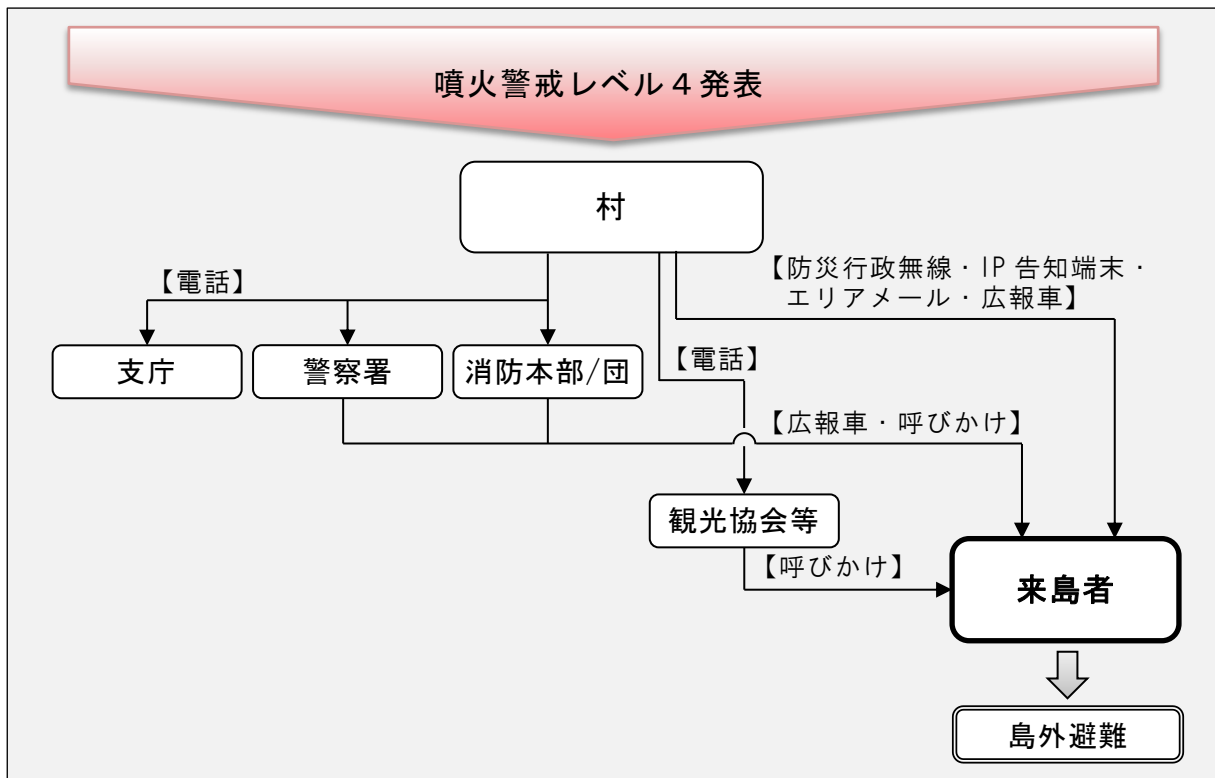 噴火警戒レベル４発表
村
【防災行政無線・IP告知端末・
エリアメール・広報車】
【電話】
支庁
警察署
消防本部/団
【電話】
【広報車・呼びかけ】
観光協会等
【呼びかけ】
来島者
島外避難